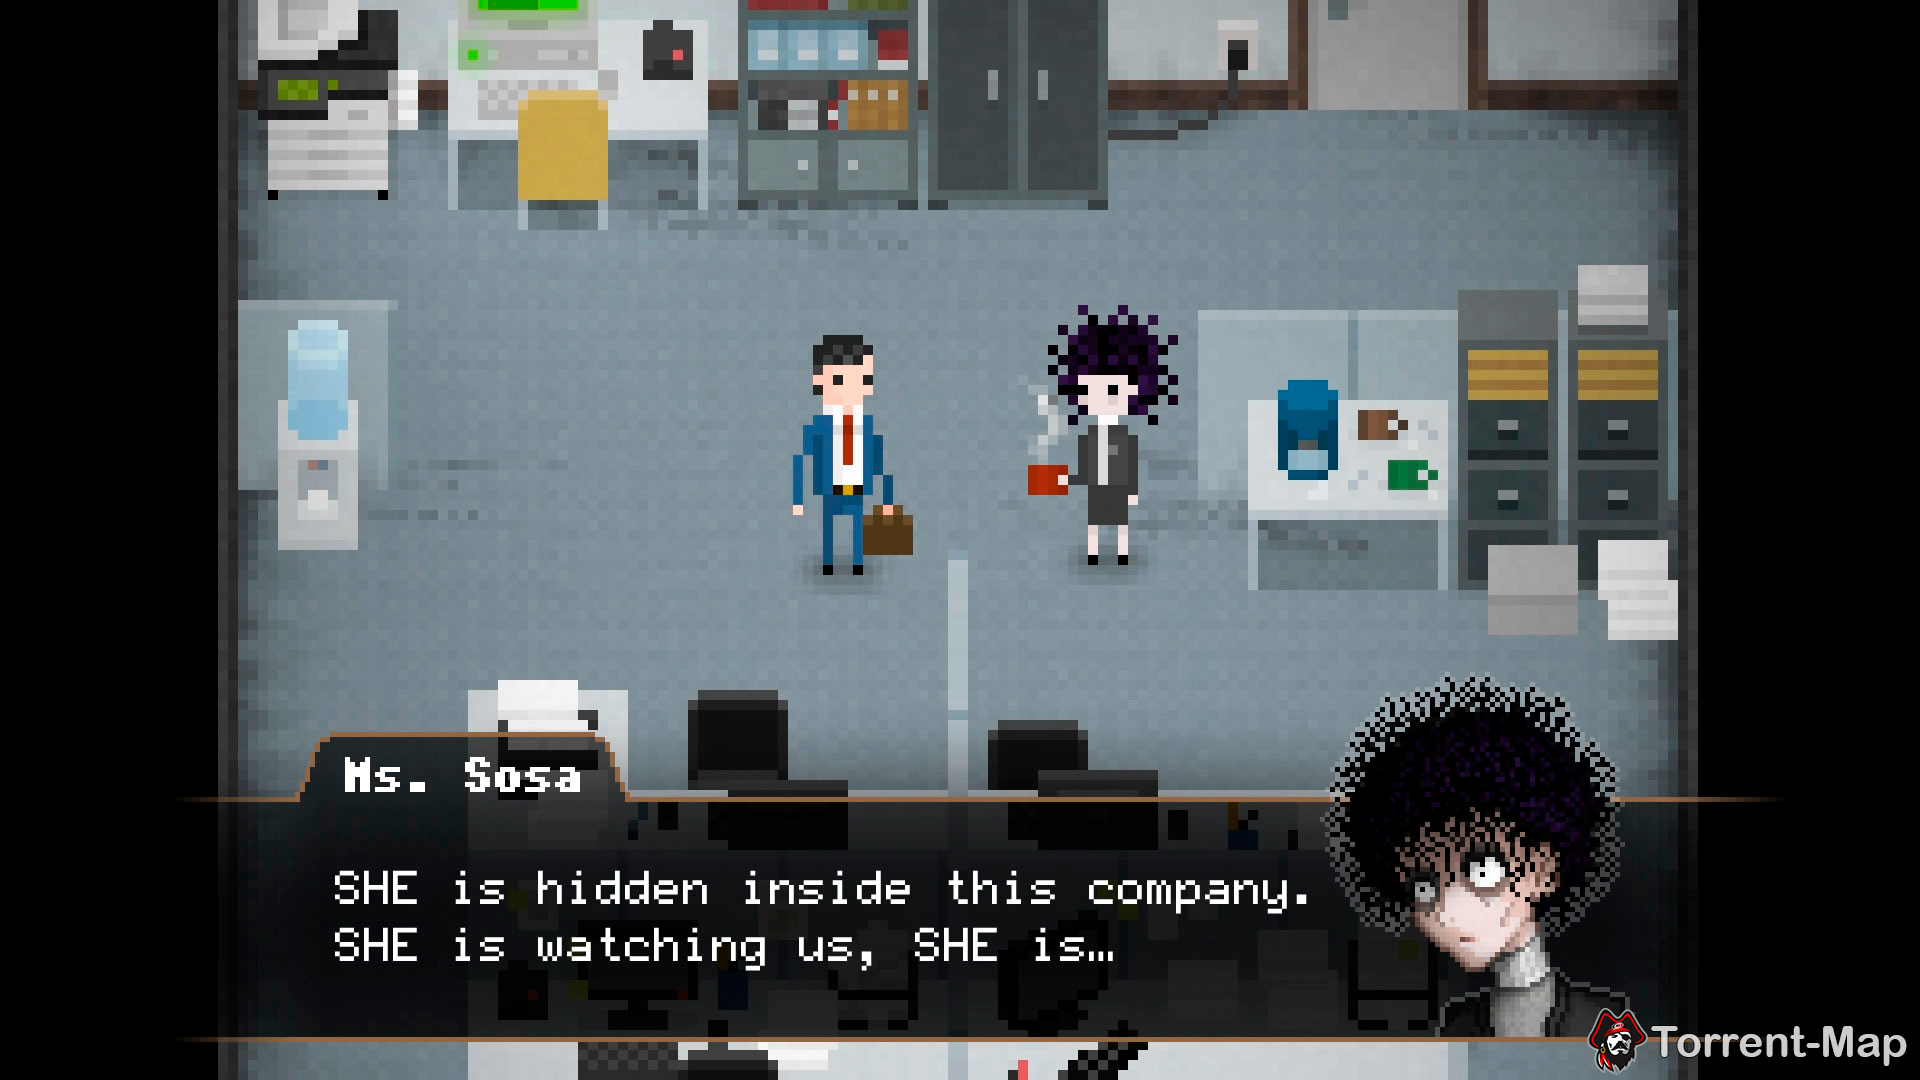 Ms. Sosa
SHE is hidden inside this company.
SHE is watching us, SHE is…
Torrent-Map